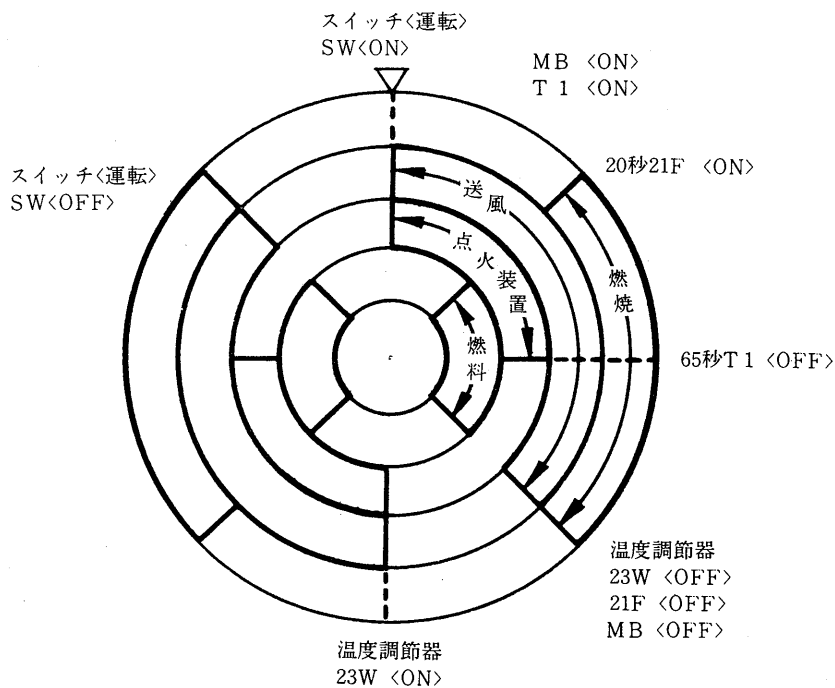 スイッチ〈運転〉
SW〈ON〉
MB 〈ON〉
T1 〈ON〉
20秒21F 〈ON〉
スイッチ〈運転〉
SW〈OFF〉
送風
点火装置
燃焼
燃料
65秒T1〈OFF〉
温度調節器
23W〈OFF〉
21F〈OFF〉
MB〈OFF〉
温度調節器
23W〈ON〉